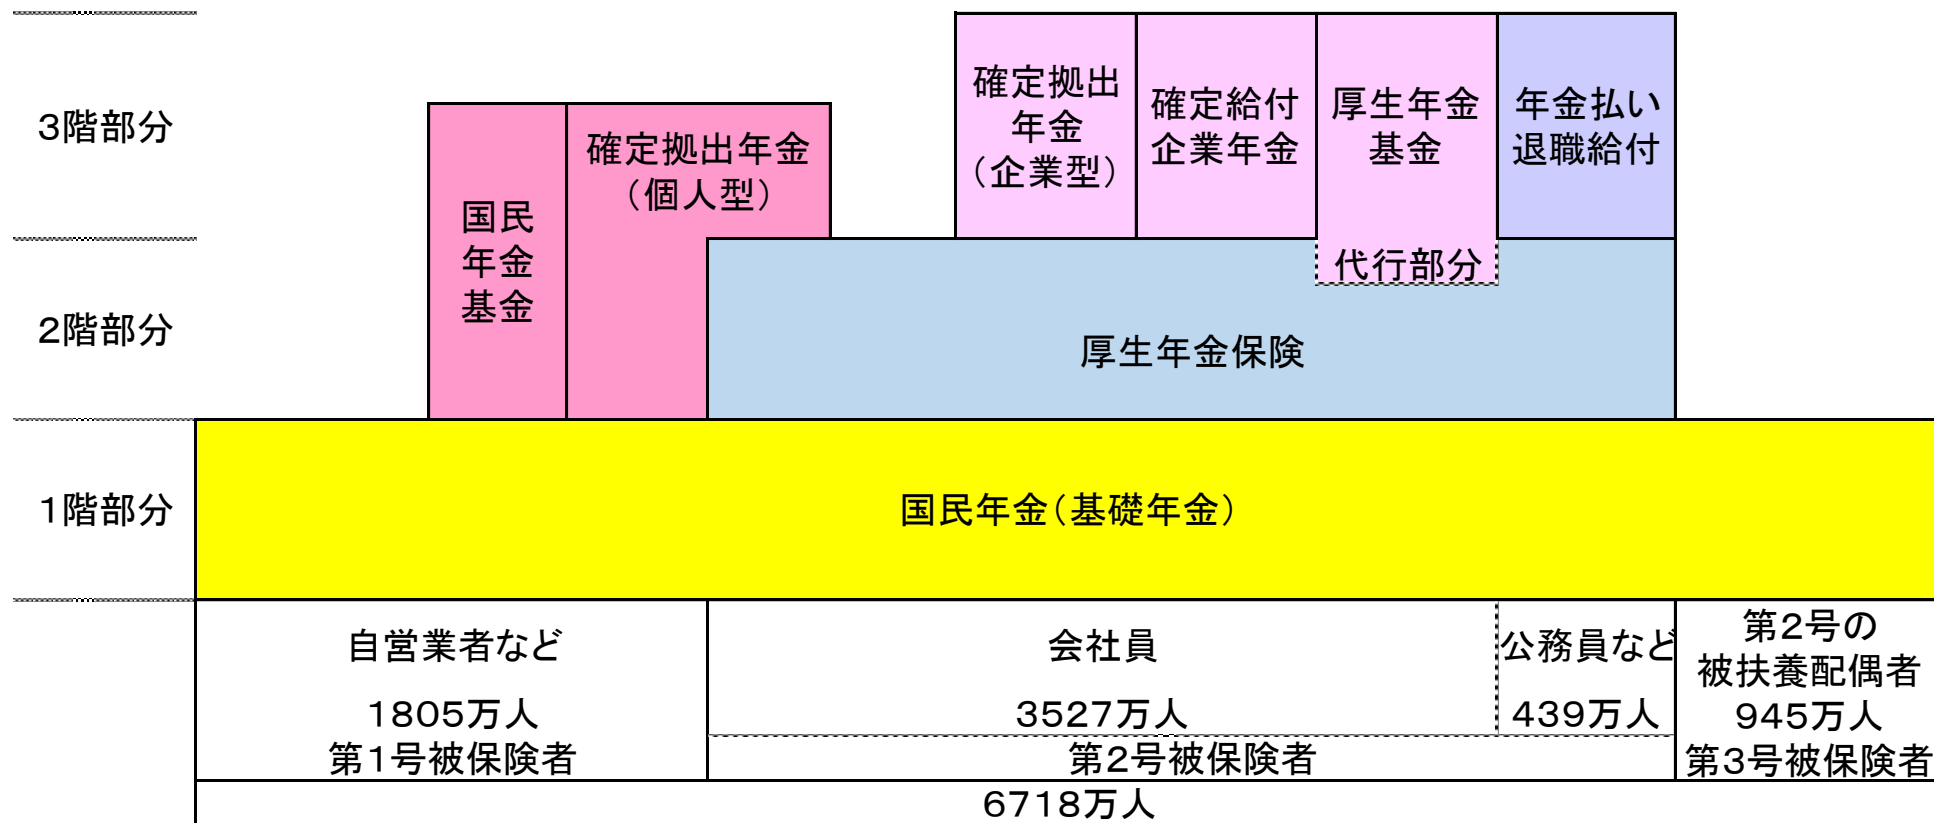 3階部分
2階部分
1階部分
国民
年金
基金
確定拠出年金
（個人型）
確定拠出
年金
（企業型）
確定給付
企業年金
厚生年金
基金
代行部分
年金払い
退職給付
厚生年金保険
国民年金（基礎年金）
自営業者など
1805万人
第1号被保険者
会社員
3527万人
公務員など
439万人
第2号被保険者
第2号の
被扶養配偶者
945万人
第3号被保険者
6718万人